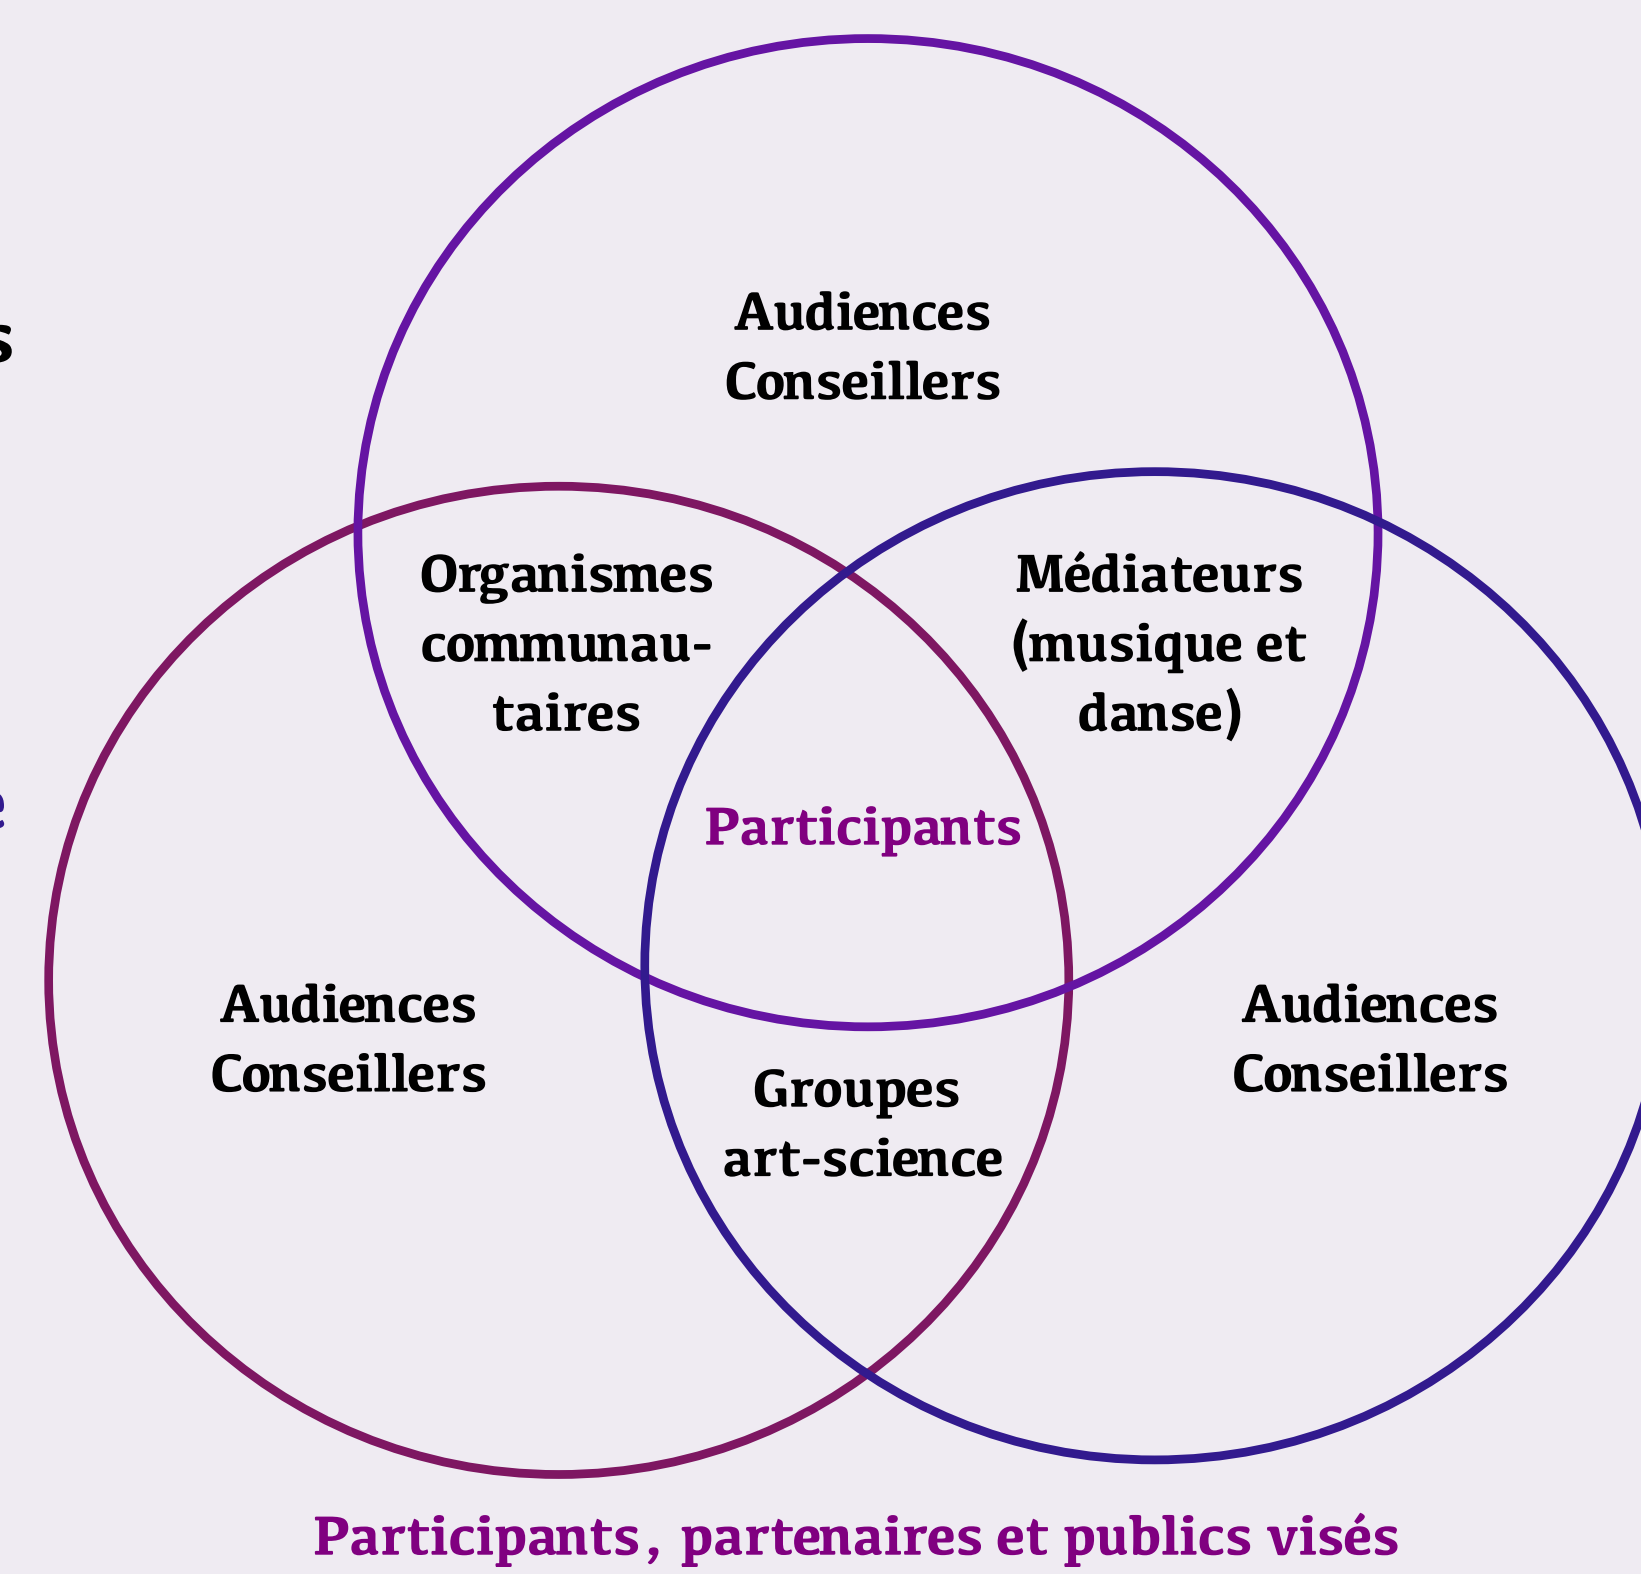 Audiences
Conseillers
Organismes
communau-
taires
Médiateurs
(musique et
danse)
Participants
Audiences
Conseillers
Audiences
Conseillers
Groupes
art-science
Participants, partenaires et publics visés